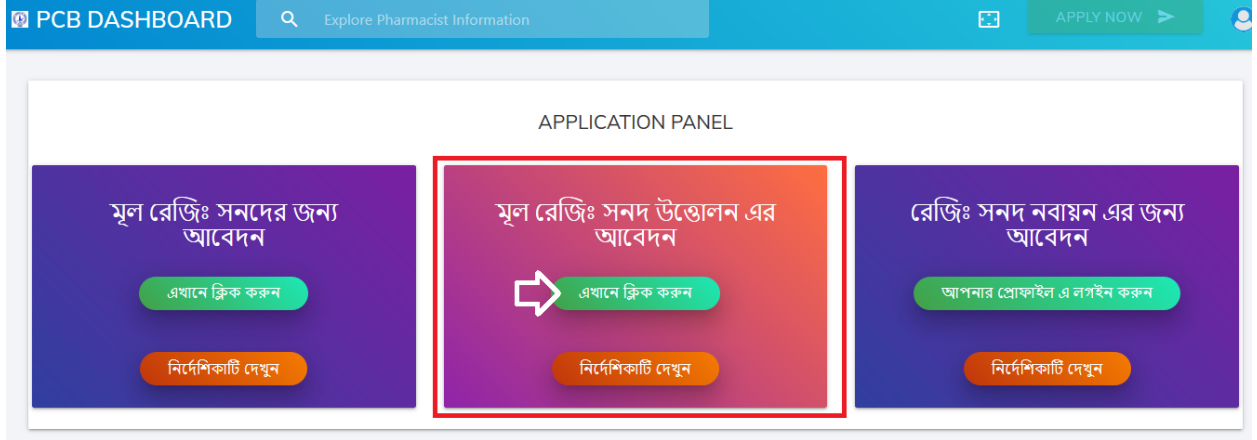 PCB DASHBOARD
Explore Pharmacist Information
APPLY NOW
APPLICATION PANEL
মূল রেজিঃ সনদের জন্য
আবেদন
এখানে ক্লিক করুন
নির্দেশিকাটি দেখুন
মূল রেজিঃ সনদ উত্তোলন এর
আবেদন
এখানে ক্লিক করুন
নির্দেশিকাটি দেখুন
রেজিঃ সনদ নবায়ন এর জন্য
আবেদন
আপনার প্রোফাইল এ লগইন করুন
নির্দেশিকাটি দেখুন